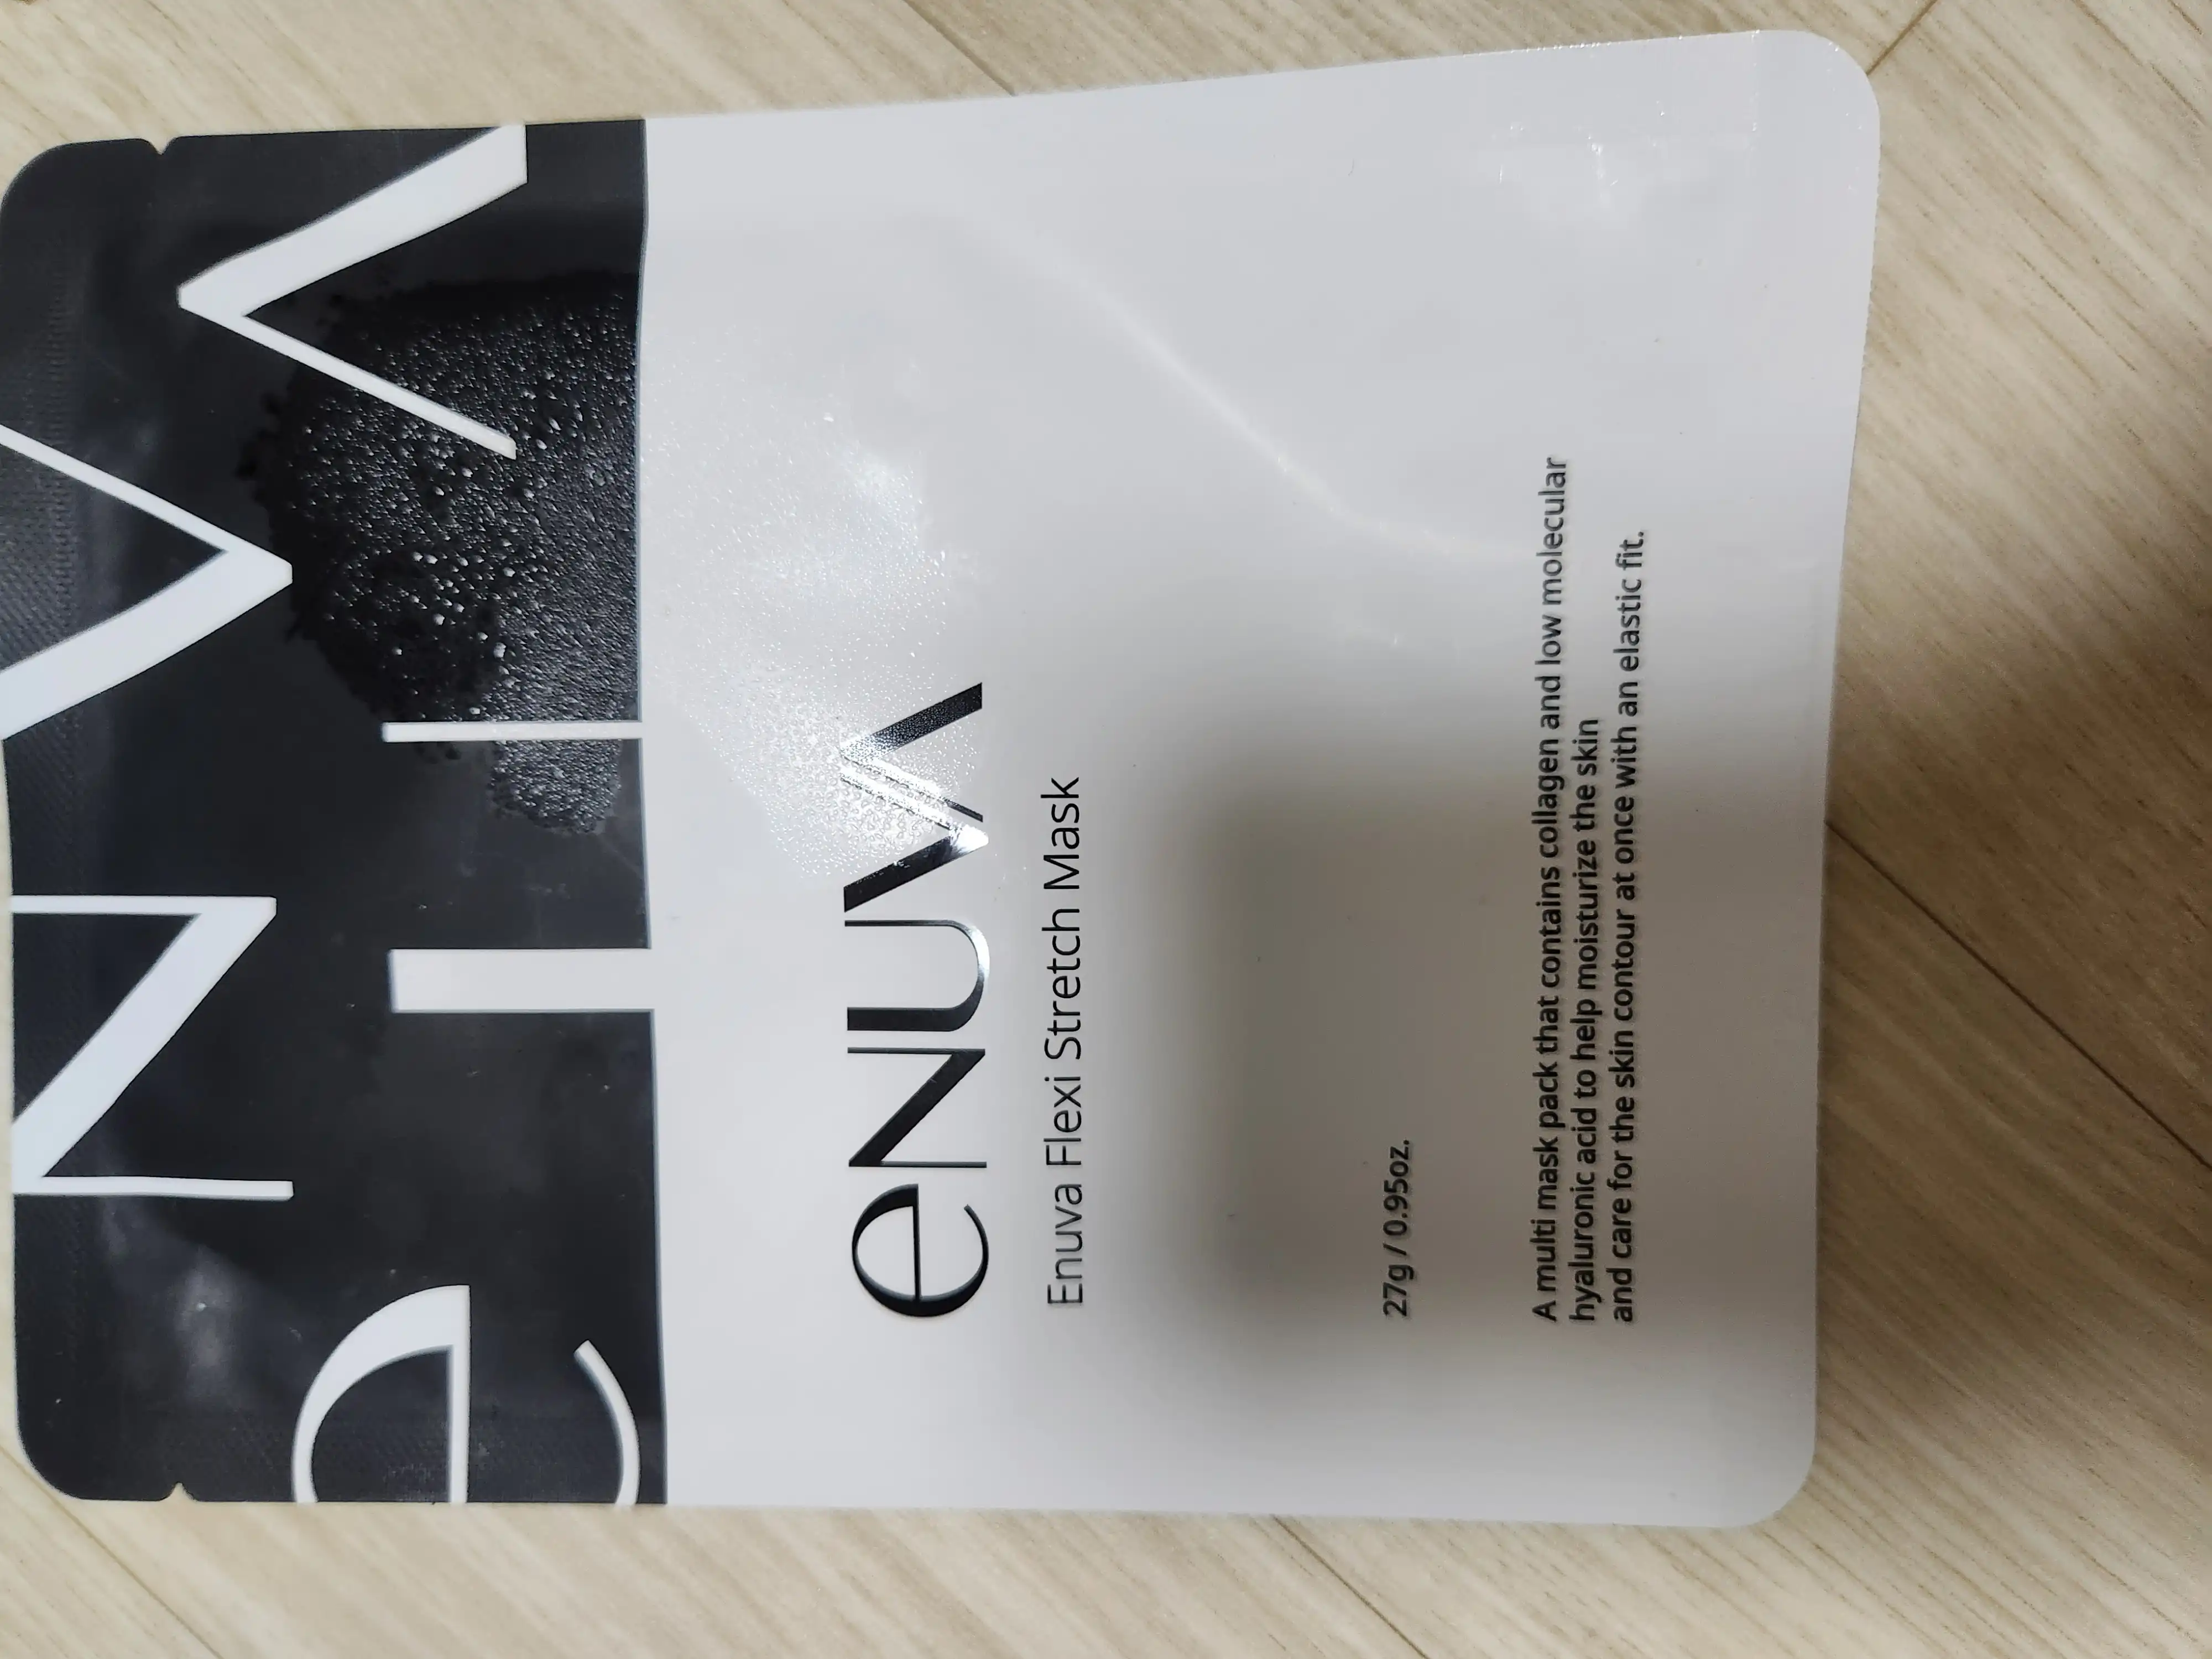 eNUVA
eNUVA
Enuva Flexi Stretch Mask
27g / 0.95oz.
A multi mask pack that contains collagen and low molecular
hyaluronic acid to help moisturize the skin
and care for the skin contour at once with an elastic fit.